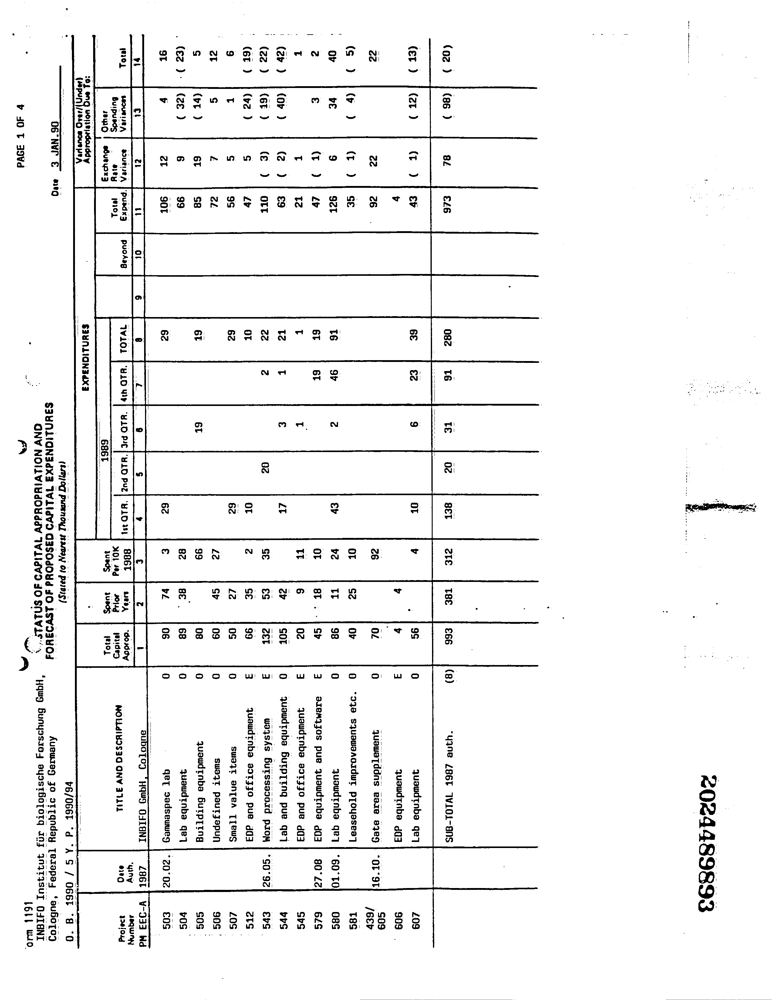 PAGE 1 OF 4
orm 1191
INBIFO Institut für biologische Forschung GmbH,
Cologne, Federal Republic of Germany
STATUS OF CAPITAL APPROPRIATION AND
FORECAST OF PROPOSED CAPITAL EXPENDITURES
(Stated to Nearest Thousand Dollars)
O. B. 1990 / 5 Y. P. 1990/94
Date 3 JAN.90
EXPENDITURES
Variance Over/(Under)
Appropriation Due To:
1989
Project Number Date Auth. TITLE AND DESCRIPTION Total Capital Approp. Spent Prior Years Spent Per 10K 1988 1st QTR. 2nd QTR. 3rd QTR. 4th QTR. TOTAL Beyond Total Expend. Exchange Rate Variance Other Spending Variances Total
PM EEC-A 1987 INBIFO GmbH, Cologne 1 2 3 4 5 6 7 8 9 10 11 12 13 14
503 20.02. Gammaspec lab O 90 74 3 29 29 106 12 4 16
504 Lab equipment O 89 38 28 66 9 ( 32) ( 23)
505 Building equipment O 80 66 19 19 85 19 ( 14) 5
506 Undefined items O 60 45 27 72 7 5 12
507 Small value items O 50 27 29 29 56 5 1 6
512 EDP and office equipment E 66 35 2 10 10 47 5 ( 24) ( 19)
543 26.05. Word processing system E 132 53 35 20 2 22 110 ( 3) ( 19) ( 22)
544 Lab and building equipment O 105 42 17 3 1 21 63 ( 2) ( 40) ( 42)
545 EDP and office equipment E 20 9 11 1 1 21 1 1
579 27.08 EDP equipment and software E 45 18 10 19 19 47 ( 1) 3 2
580 01.09. Lab equipment O 86 11 24 43 2 46 91 126 6 34 40
581 Leasehold improvements etc. O 40 25 10 35 ( 1) ( 4) ( 5)
439/
605 16.10. Gate area supplement O 70 92 92 22 22
606 EDP equipment E 4 4 4
607 Lab equipment O 56 4 10 6 23 39 43 ( 1) ( 12) ( 13)
SUB-TOTAL 1987 auth. (8) 993 381 312 138 20 31 91 280 973 78 ( 98) ( 20)
2024489893